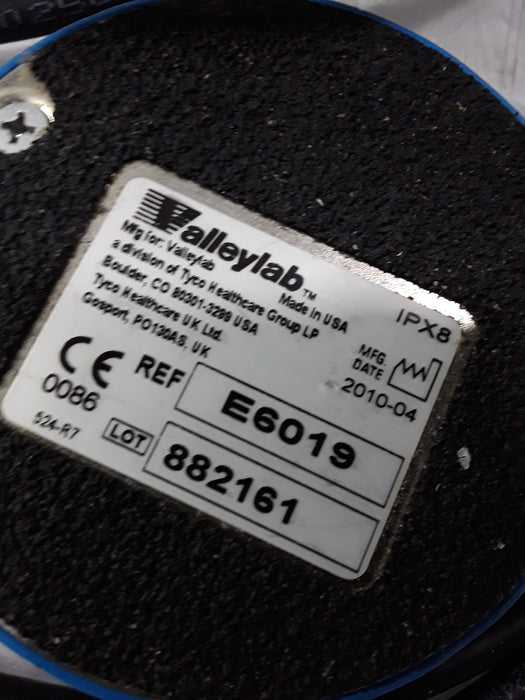 Valleylab™
Mfg for: Valleylab Made in USA
a division of Tyco Healthcare Group LP
Boulder, CO 80301-3299 USA
Tyco Healthcare UK Ltd.
Gosport, PO130AS, UK
IPX8
MFG.
DATE
2010-04
CE
0086
REF E6019
524-R7
LOT 882161